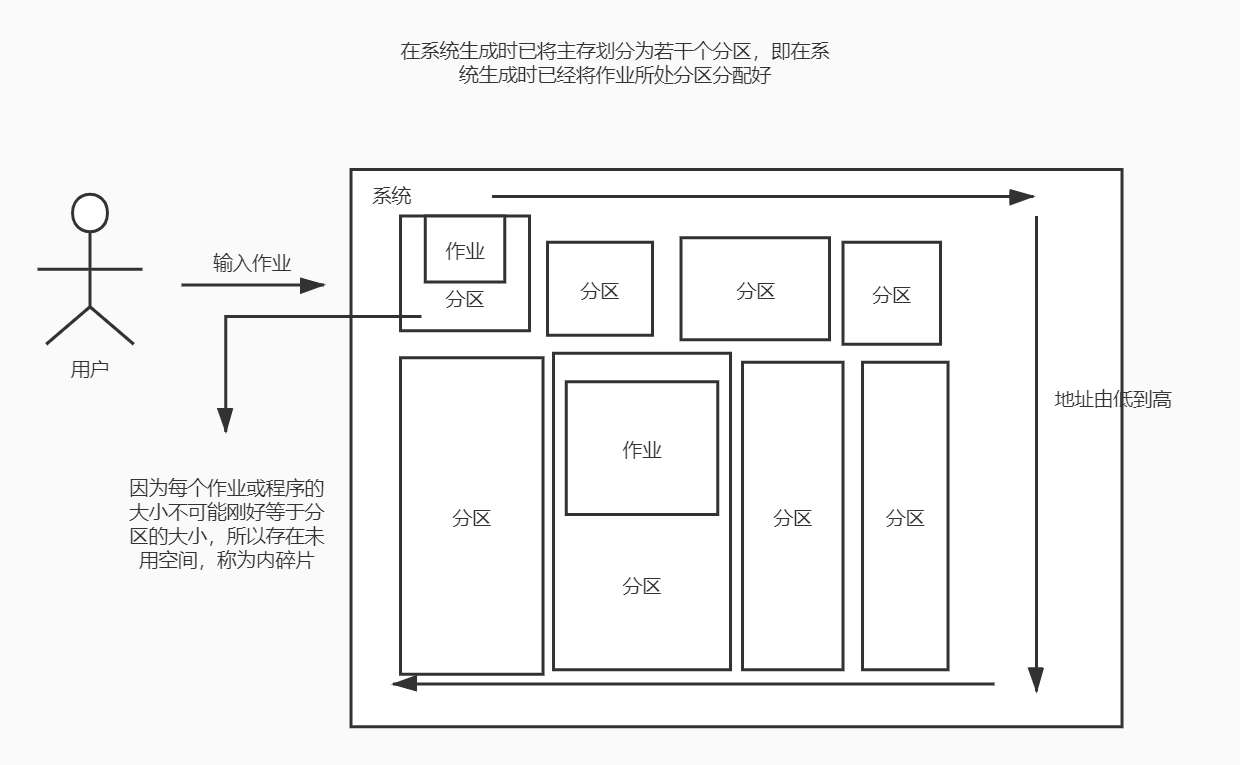 在系统生成时已将主存划分为若干个分区，即在系
统生成时已经将作业所处分区分配好
系统
作业
输入作业
分区
分区
分区
分区
用户
地址由低到高
作业
因为每个作业或程序的
大小不可能刚好等于分
区的大小，所以存在未
用空间，称为内碎片
分区
分区
分区
分区